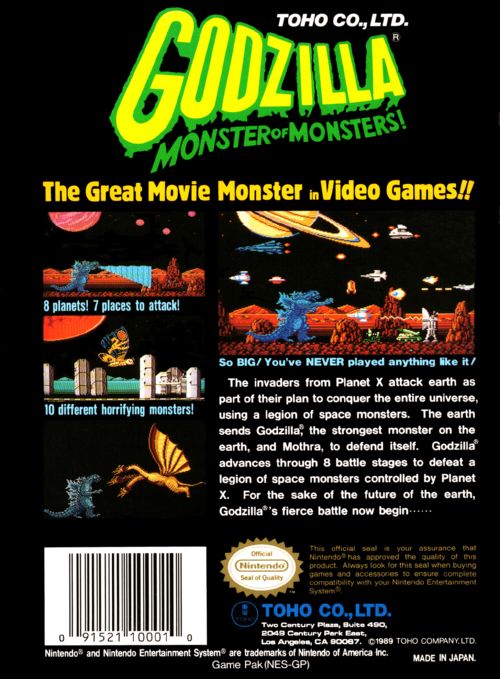 TOHO CO., LTD.
GODZILLA®
MONSTER OF MONSTERS!
The Great Movie Monster in Video Games!!
8 planets! 7 places to attack!
10 different horrifying monsters!
So BIG! You've NEVER played anything like it!
The invaders from Planet X attack earth as
part of their plan to conquer the entire universe,
using a legion of space monsters. The earth
sends Godzilla®, the strongest monster on the
earth, and Mothra, to defend itself. Godzilla®
advances through 8 battle stages to defeat a
legion of space monsters controlled by Planet
X. For the sake of the future of the earth,
Godzilla®'s fierce battle now begin······
Official
Nintendo®
Seal of Quality
TM
This official seal is your assurance that
Nintendo® has approved the quality of this
product. Always look for this seal when buying
games and accessories to ensure complete
compatibility with your Nintendo Entertainment
System®.
TOHO
TOHO CO., LTD.
Two Century Plaza, Suite 490,
2049 Century Park East,
Los Angeles, CA 90067. ©1989 TOHO COMPANY, LTD.
0 91521 10001 0
Nintendo® and Nintendo Entertainment System® are trademarks of Nintendo of America Inc.
Game Pak (NES-GP)
MADE IN JAPAN.